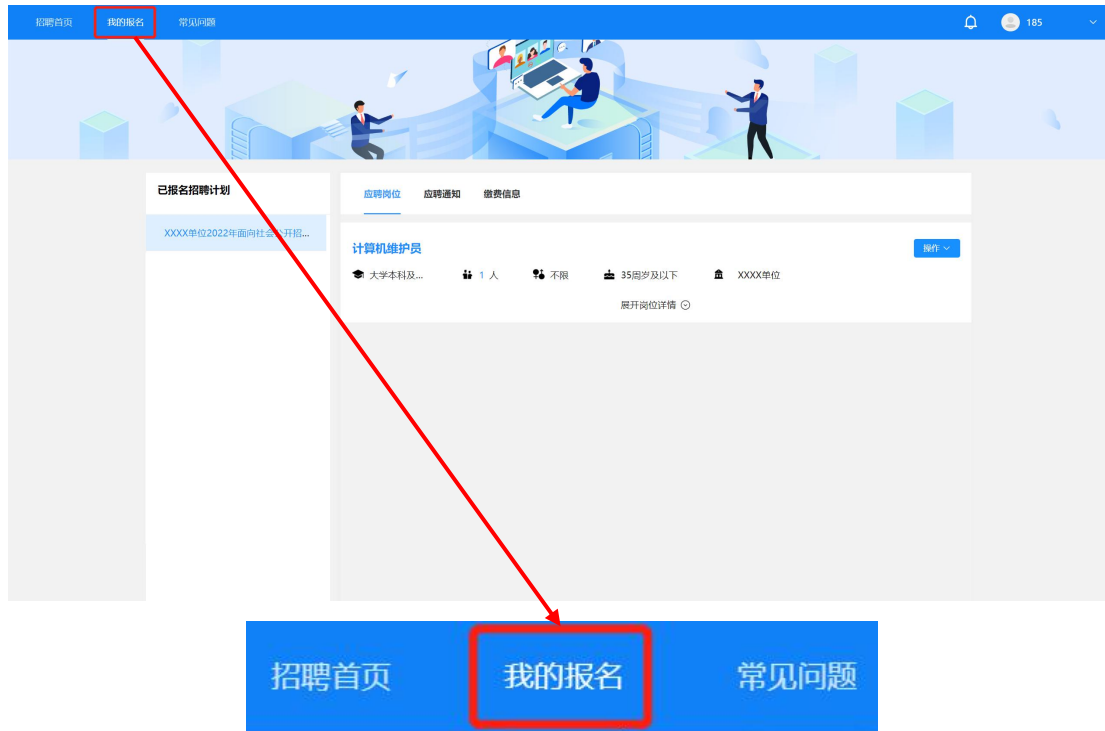 招聘首页 我的报名 常见问题 185
已报名招聘计划
应聘岗位 应聘通知 缴费信息
XXXX单位2022年面向社会公开招...
计算机维护员 操作
大学本科及... 1 人 不限 35周岁及以下 XXXX单位
展开岗位详情
招聘首页 我的报名 常见问题